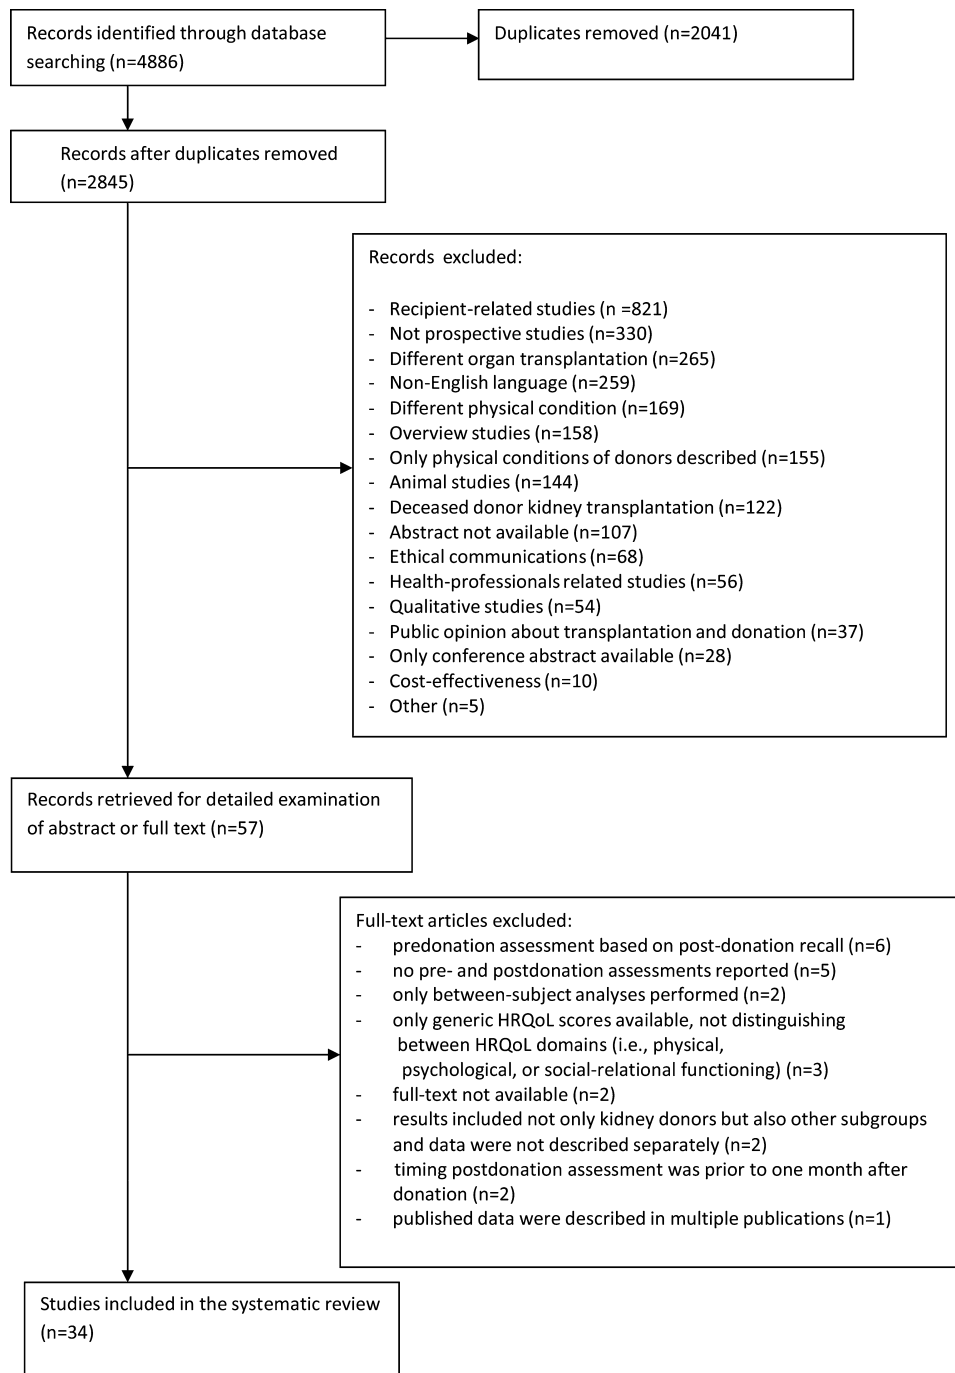 Records identified through database
searching (n=4886)
Duplicates removed (n=2041)
Records after duplicates removed
(n=2845)
Records excluded:
- Recipient-related studies (n =821)
- Not prospective studies (n=330)
- Different organ transplantation (n=265)
- Non-English language (n=259)
- Different physical condition (n=169)
- Overview studies (n=158)
- Only physical conditions of donors described (n=155)
- Animal studies (n=144)
- Deceased donor kidney transplantation (n=122)
- Abstract not available (n=107)
- Ethical communications (n=68)
- Health-professionals related studies (n=56)
- Qualitative studies (n=54)
- Public opinion about transplantation and donation (n=37)
- Only conference abstract available (n=28)
- Cost-effectiveness (n=10)
- Other (n=5)
Records retrieved for detailed examination
of abstract or full text (n=57)
Full-text articles excluded:
- predonation assessment based on post-donation recall (n=6)
- no pre- and postdonation assessments reported (n=5)
- only between-subject analyses performed (n=2)
- only generic HRQoL scores available, not distinguishing
between HRQoL domains (i.e., physical,
psychological, or social-relational functioning) (n=3)
- full-text not available (n=2)
- results included not only kidney donors but also other subgroups
and data were not described separately (n=2)
- timing postdonation assessment was prior to one month after
donation (n=2)
- published data were described in multiple publications (n=1)
Studies included in the systematic review
(n=34)